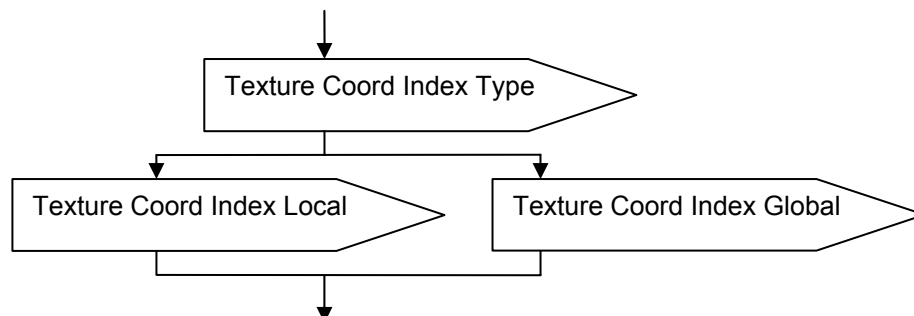 Texture Coord Index Type
Texture Coord Index Local
Texture Coord Index Global